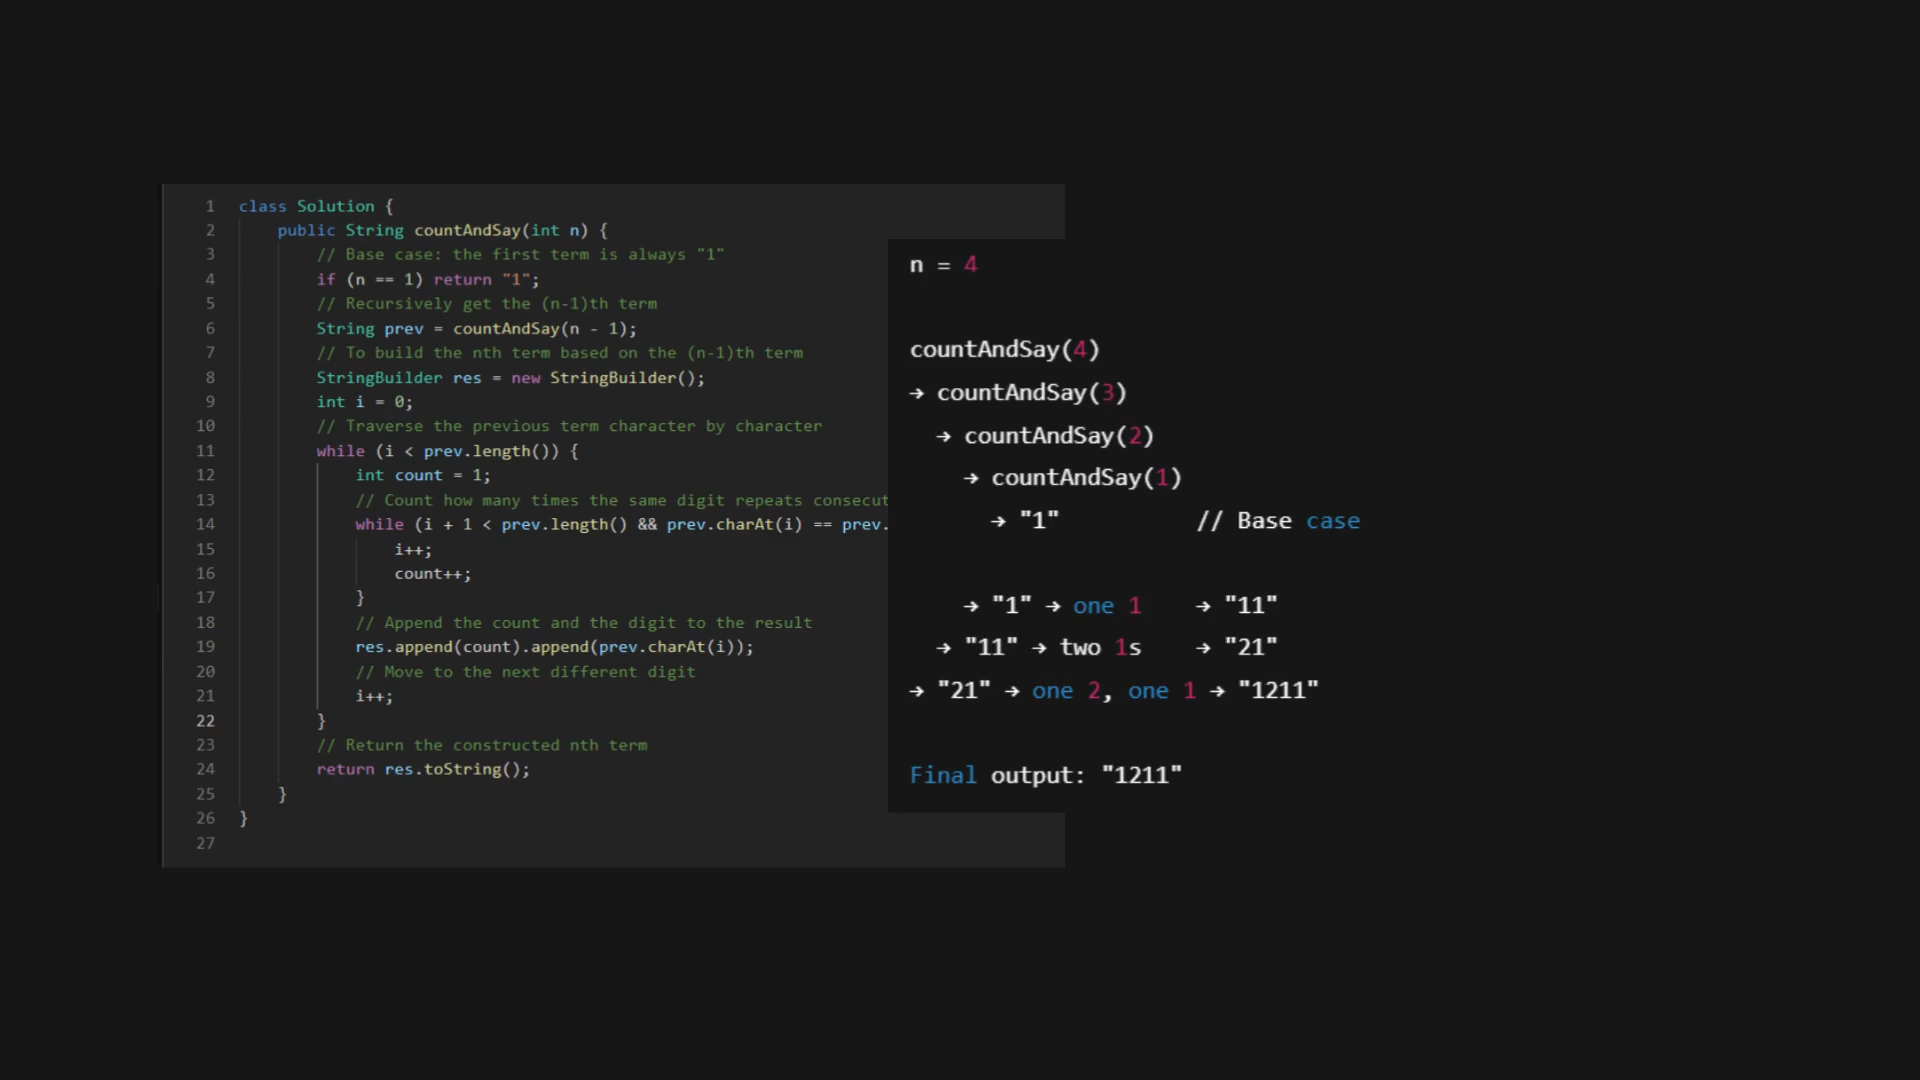 1 class Solution {
2 public String countAndSay(int n) {
3 // Base case: the first term is always "1"
4 if (n == 1) return "1";
5 // Recursively get the (n-1)th term
6 String prev = countAndSay(n - 1);
7 // To build the nth term based on the (n-1)th term
8 StringBuilder res = new StringBuilder();
9 int i = 0;
10 // Traverse the previous term character by character
11 while (i < prev.length()) {
12 int count = 1;
13 // Count how many times the same digit repeats consecut
14 while (i + 1 < prev.length() && prev.charAt(i) == prev.
15 i++;
16 count++;
17 }
18 // Append the count and the digit to the result
19 res.append(count).append(prev.charAt(i));
20 // Move to the next different digit
21 i++;
22 }
23 // Return the constructed nth term
24 return res.toString();
25 }
26 }
27
n = 4
countAndSay(4)
→ countAndSay(3)
→ countAndSay(2)
→ countAndSay(1)
→ "1" // Base case
→ "1" → one 1 → "11"
→ "11" → two 1s → "21"
→ "21" → one 2, one 1 → "1211"
Final output: "1211"